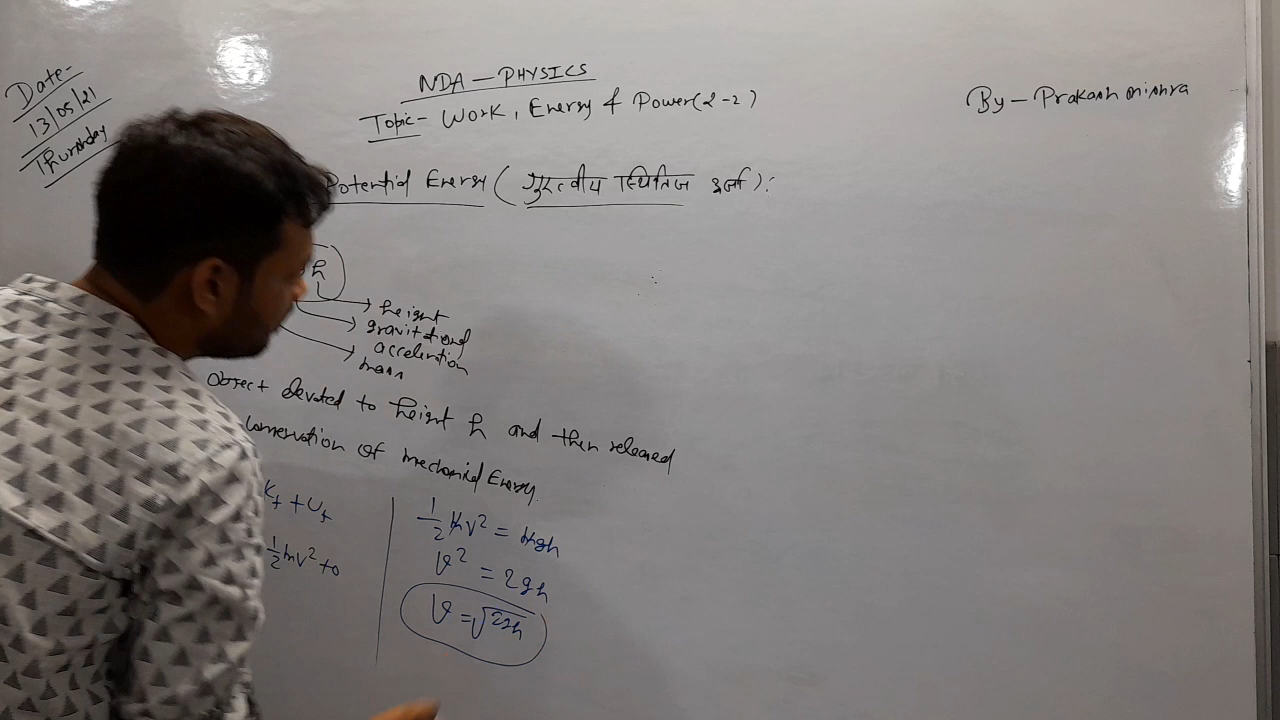 Date-
13/05/21
Thursday
NDA - PHYSICS
Topic- Work, Energy & Power(2-2)
By - Prakash mishra
Potential Energy ( गुरुत्वीय स्थितिज ऊर्जा ):
h
height
gravitational
acceleration
mass
object elevated to height h and then released
conservation of mechanical Energy.
K_f + U_f
1/2 mv² + 0
1/2 mv² = mgh
v² = 2gh
v = √2gh